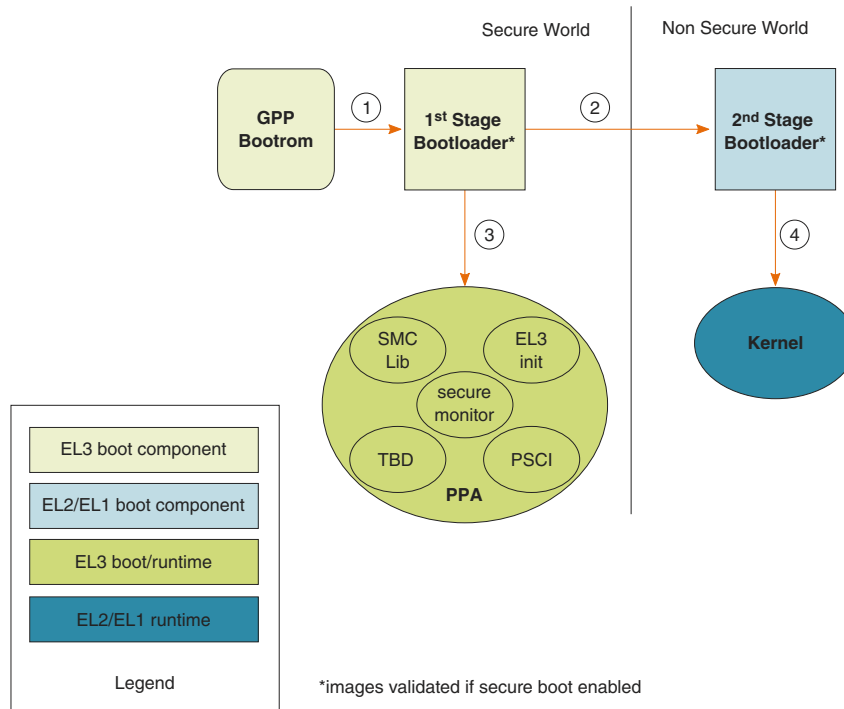 Secure World
Non Secure World
GPP
Bootrom
1
1st Stage
Bootloader*
2
2nd Stage
Bootloader*
3
4
SMC
Lib
EL3
init
secure
monitor
TBD
PSCI
PPA
Kernel
EL3 boot component
EL2/EL1 boot component
EL3 boot/runtime
EL2/EL1 runtime
Legend
*images validated if secure boot enabled